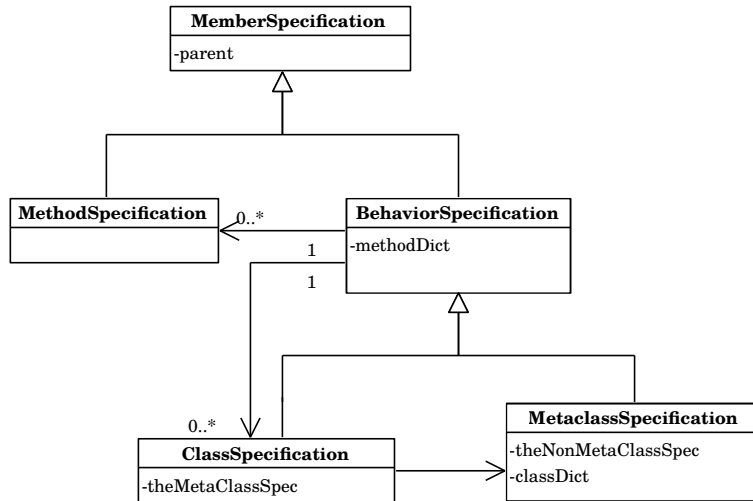 MemberSpecification
-parent
MethodSpecification
0..*
BehaviorSpecification
-methodDict
1
1
0..*
ClassSpecification
-theMetaClassSpec
MetaclassSpecification
-theNonMetaClassSpec
-classDict